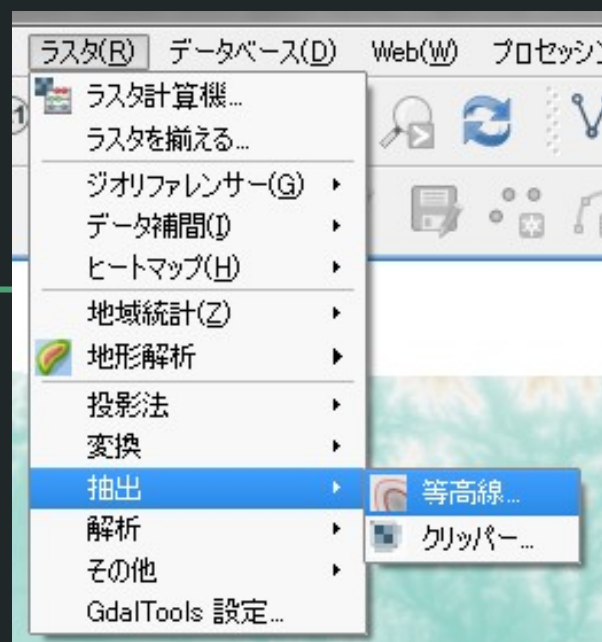 ラスタ(R) データベース(D) Web(W) プロセッシン
ラスタ計算機...
ラスタを揃える...
ジオリファレンサー(G)
データ補間(I)
ヒートマップ(H)
地域統計(Z)
地形解析
投影法
変換
抽出
等高線...
クリッパー...
解析
その他
GdalTools 設定...